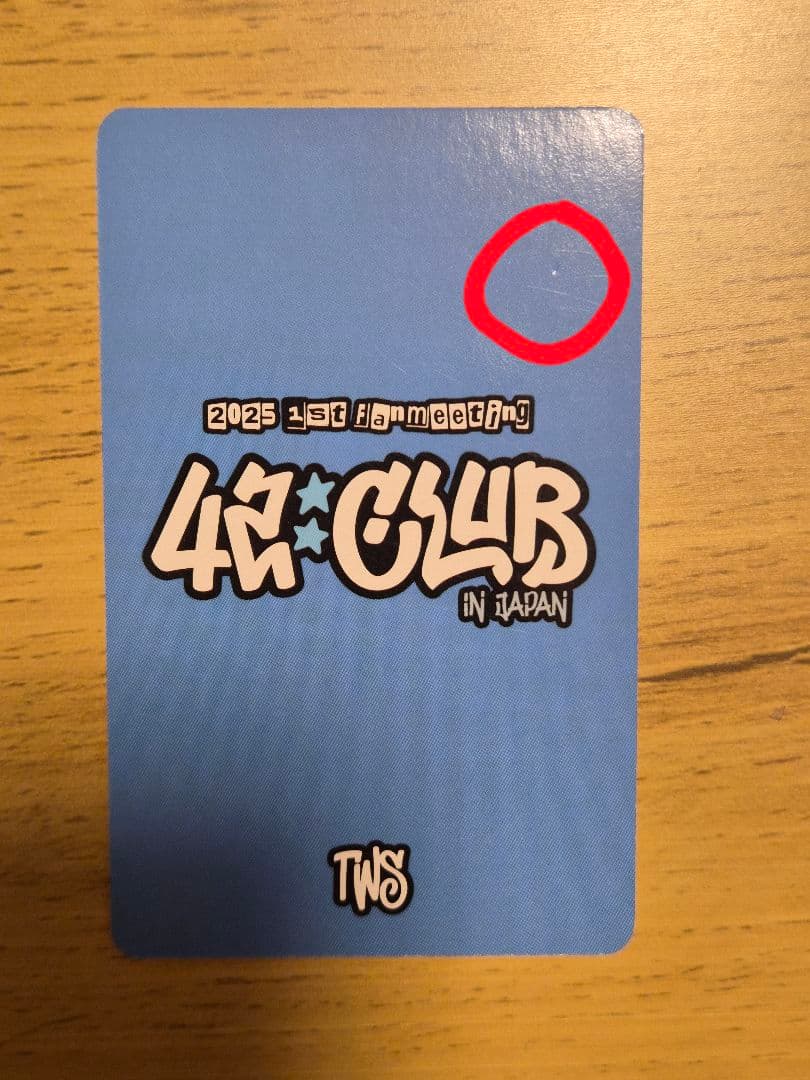 2025 1st fanmeeting
42:CLUB
IN JAPAN
TWS